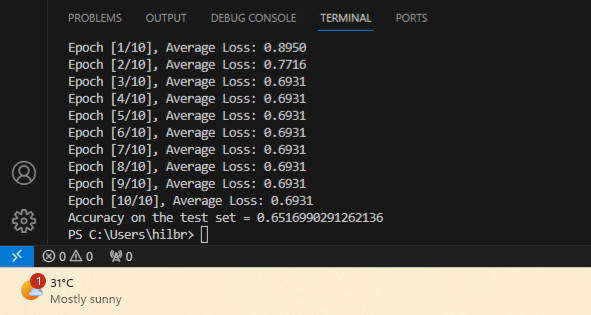 PROBLEMS OUTPUT DEBUG CONSOLE TERMINAL PORTS
Epoch [1/10], Average Loss: 0.8950
Epoch [2/10], Average Loss: 0.7716
Epoch [3/10], Average Loss: 0.6931
Epoch [4/10], Average Loss: 0.6931
Epoch [5/10], Average Loss: 0.6931
Epoch [6/10], Average Loss: 0.6931
Epoch [7/10], Average Loss: 0.6931
Epoch [8/10], Average Loss: 0.6931
Epoch [9/10], Average Loss: 0.6931
Epoch [10/10], Average Loss: 0.6931
Accuracy on the test set = 0.6516990291262136
PS C:\Users\hilbr>
0 0 0
1 31°C
Mostly sunny